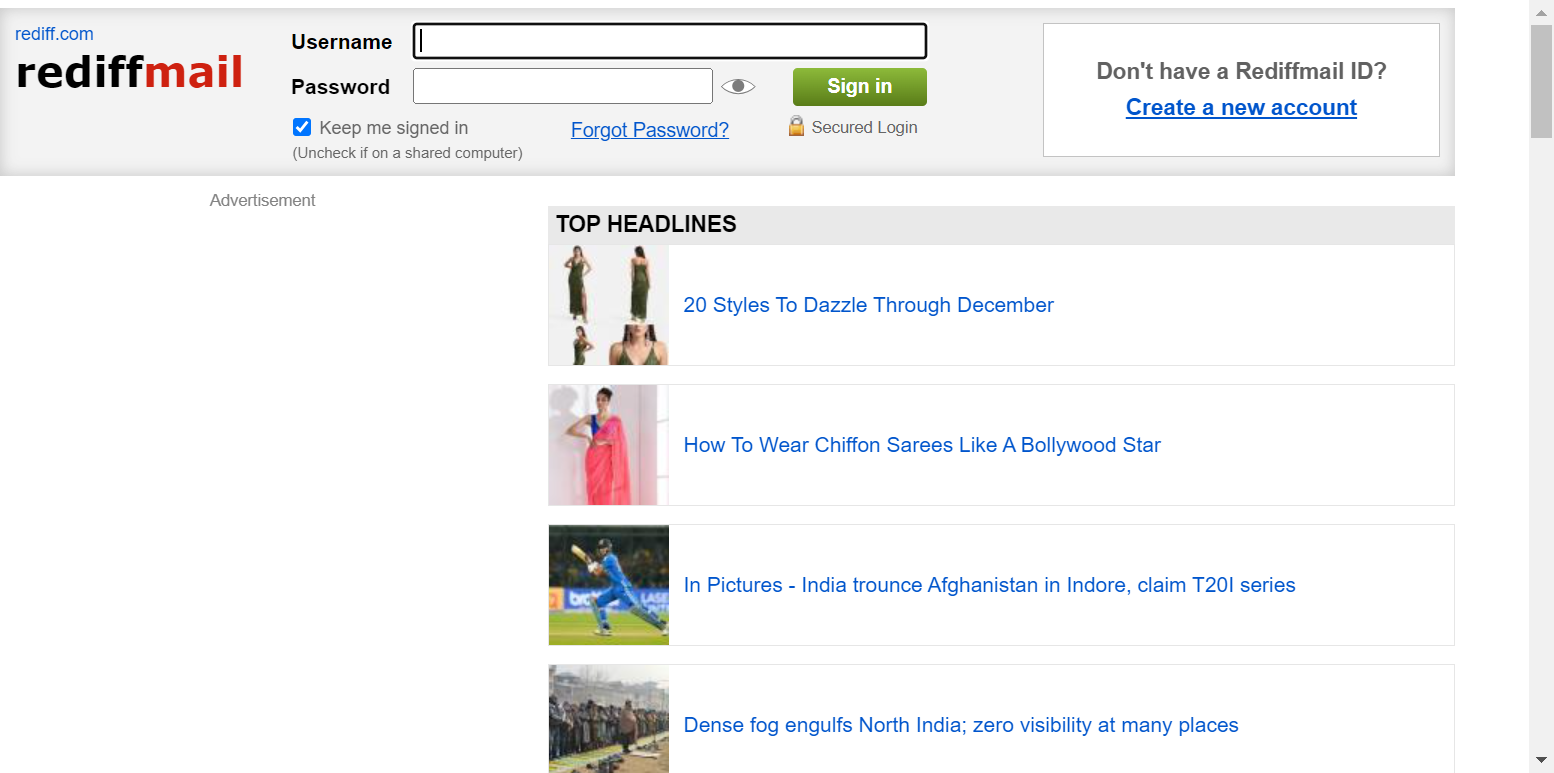 rediff.com
rediffmail
Username
Password
Sign in
Keep me signed in
(Uncheck if on a shared computer)
Forgot Password?
Secured Login
Don't have a Rediffmail ID?
Create a new account
Advertisement
TOP HEADLINES
20 Styles To Dazzle Through December
How To Wear Chiffon Sarees Like A Bollywood Star
In Pictures - India trounce Afghanistan in Indore, claim T20I series
Dense fog engulfs North India; zero visibility at many places